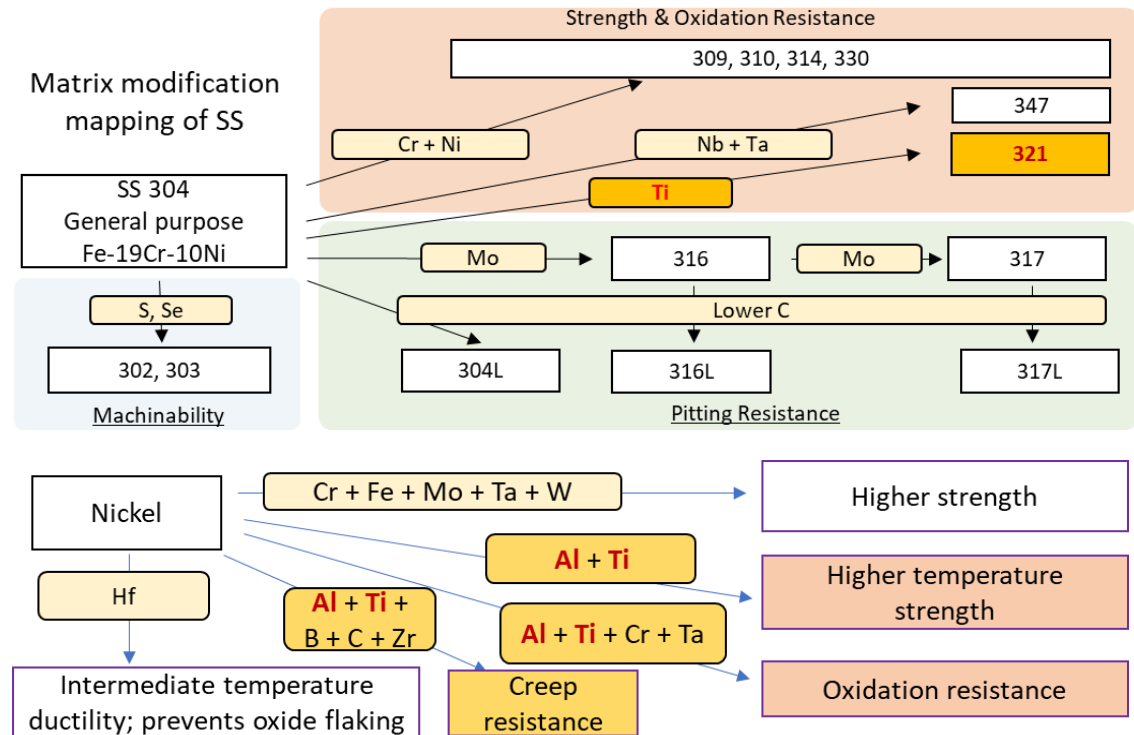 Strength & Oxidation Resistance
309, 310, 314, 330
Matrix modification
mapping of SS
347
Cr + Ni
Nb + Ta
321
Ti
SS 304
General purpose
Fe-19Cr-10Ni
Mo
316
Mo
317
S, Se
Lower C
302, 303
304L
316L
317L
Machinability
Pitting Resistance
Cr + Fe + Mo + Ta + W
Nickel
Higher strength
Al + Ti
Hf
Higher temperature
strength
Al + Ti +
B + C + Zr
Al + Ti + Cr + Ta
Intermediate temperature
ductility; prevents oxide flaking
Creep
resistance
Oxidation resistance